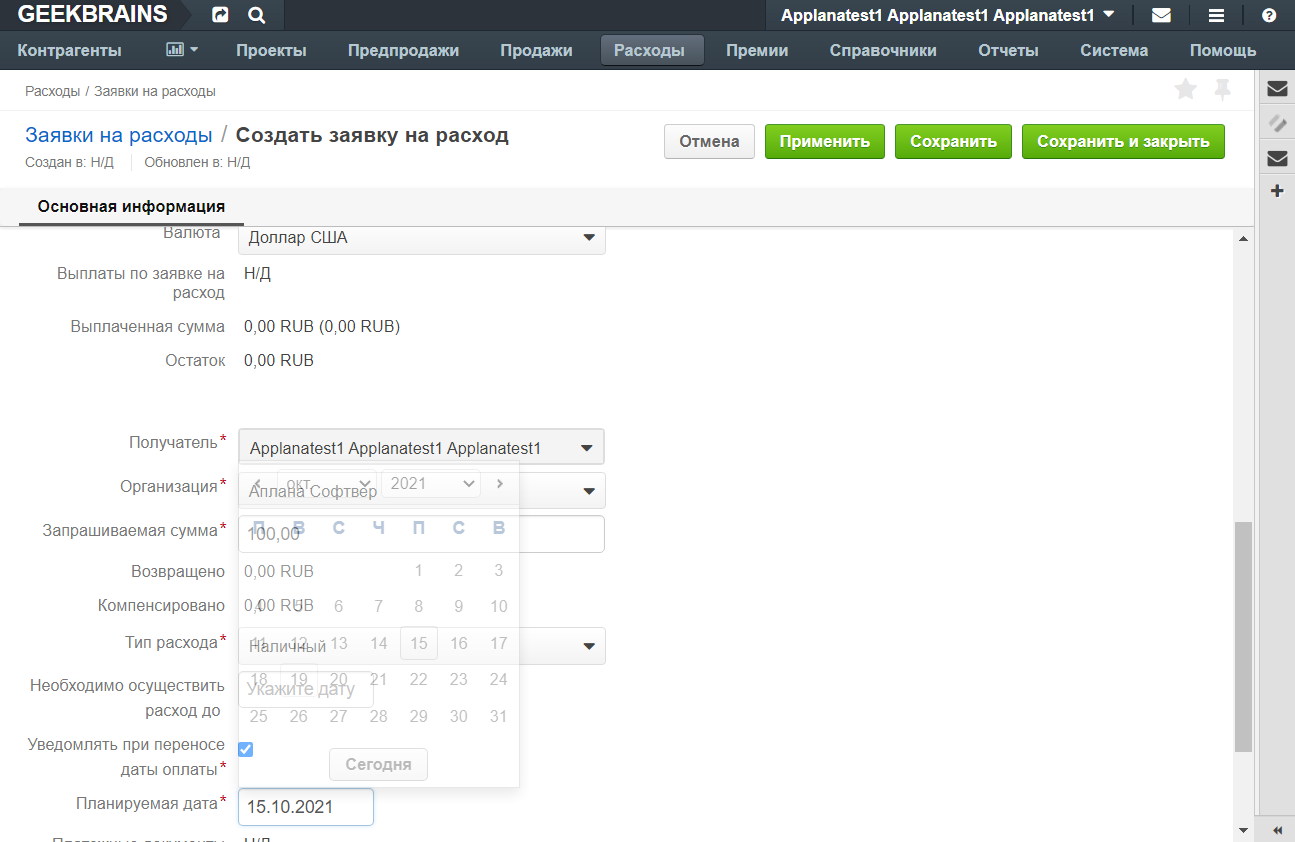 GEEKBRAINS
Applanatest1 Applanatest1 Applanatest1
Контрагенты Проекты Предпродажи Продажи Расходы Премии Справочники Отчеты Система Помощь
Расходы / Заявки на расходы
Заявки на расходы / Создать заявку на расход
Отмена Применить Сохранить Сохранить и закрыть
Создан в: Н/Д Обновлен в: Н/Д
Основная информация
Валюта Доллар США
Выплаты по заявке на Н/Д
расход
Выплаченная сумма 0,00 RUB (0,00 RUB)
Остаток 0,00 RUB
Получатель* Applanatest1 Applanatest1 Applanatest1
окт 2021
Организация* Аплана Софтвер
П В С Ч П С В
Запрашиваемая сумма* 100,00
Возвращено 0,00 RUB
1 2 3
Компенсировано 0,00 RUB
4 5 6 7 8 9 10
Тип расхода* Наличный
11 12 13 14 15 16 17
18 19 20 21 22 23 24
Необходимо осуществить Укажите дату
расход до
25 26 27 28 29 30 31
Уведомлять при переносе
даты оплаты*
Сегодня
Планируемая дата* 15.10.2021
Платежные документы Н/Д